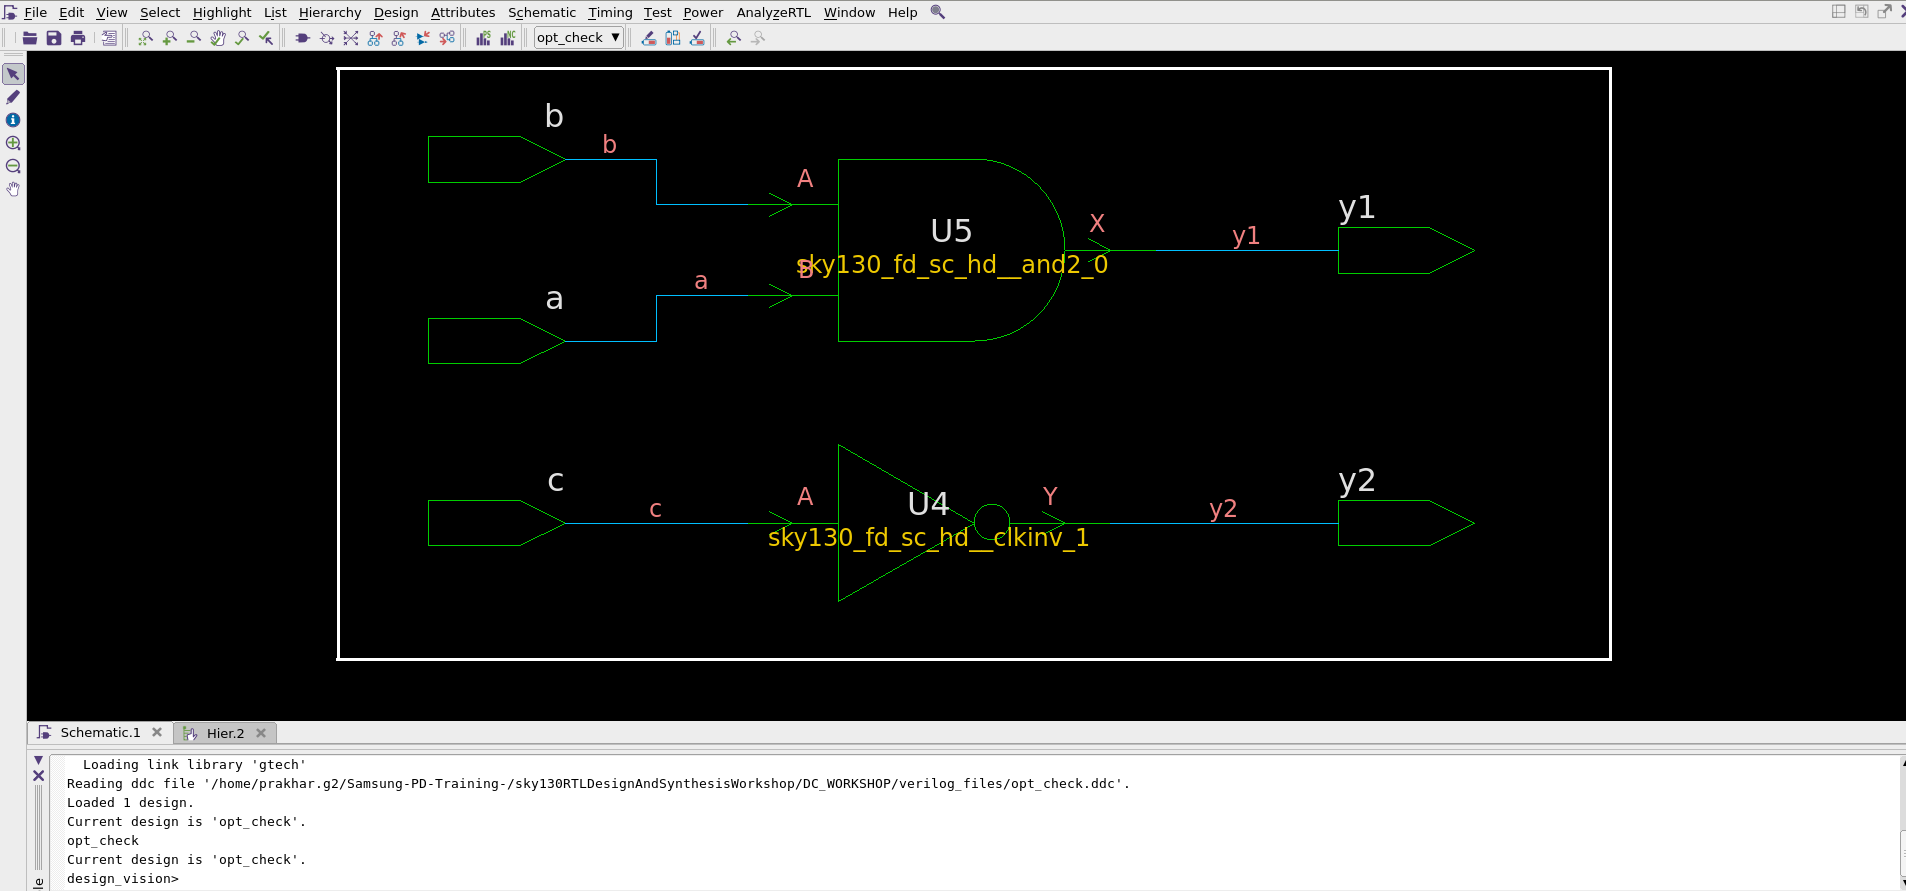 File Edit View Select Highlight List Hierarchy Design Attributes Schematic Timing Test Power AnalyzeRTL Window Help
opt_check
b
b
A
U5
X
y1
y1
sky130_fd_sc_hd__and2_0
B
a
a
c
c
A
U4
Y
y2
y2
sky130_fd_sc_hd__clkinv_1
Schematic.1 Hier.2
Loading link library 'gtech'
Reading ddc file '/home/prakhar.g2/Samsung-PD-Training-/sky130RTLDesignAndSynthesisWorkshop/DC_WORKSHOP/verilog_files/opt_check.ddc'.
Loaded 1 design.
Current design is 'opt_check'.
opt_check
Current design is 'opt_check'.
design_vision>